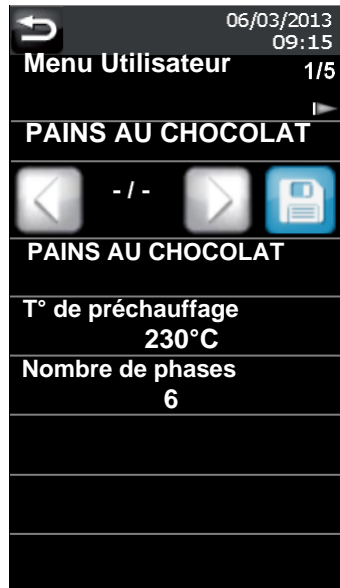 06/03/2013
09:15
Menu Utilisateur 1/5
PAINS AU CHOCOLAT
- / -
PAINS AU CHOCOLAT
T° de préchauffage
230°C
Nombre de phases
6